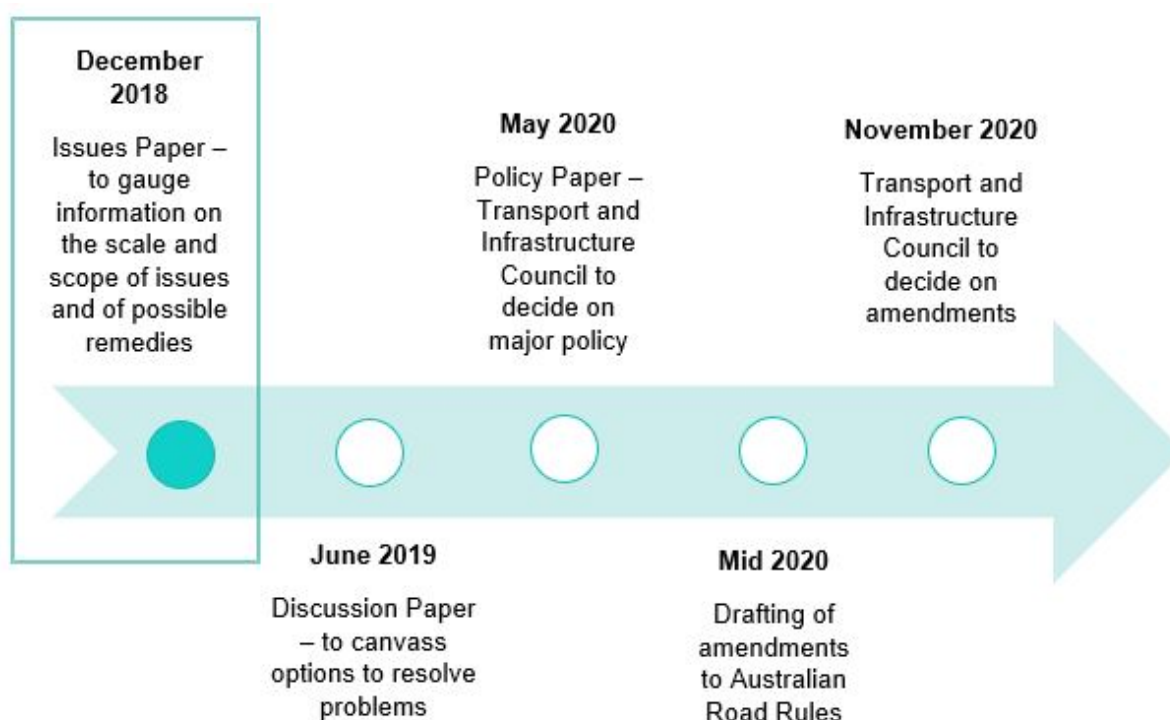 December
2018
Issues Paper –
to gauge
information on
the scale and
scope of issues
and of possible
remedies
June 2019
Discussion Paper
– to canvass
options to resolve
problems
May 2020
Policy Paper –
Transport and
Infrastructure
Council to
decide on
major policy
Mid 2020
Drafting of
amendments
to Australian
Road Rules
November 2020
Transport and
Infrastructure
Council to
decide on
amendments